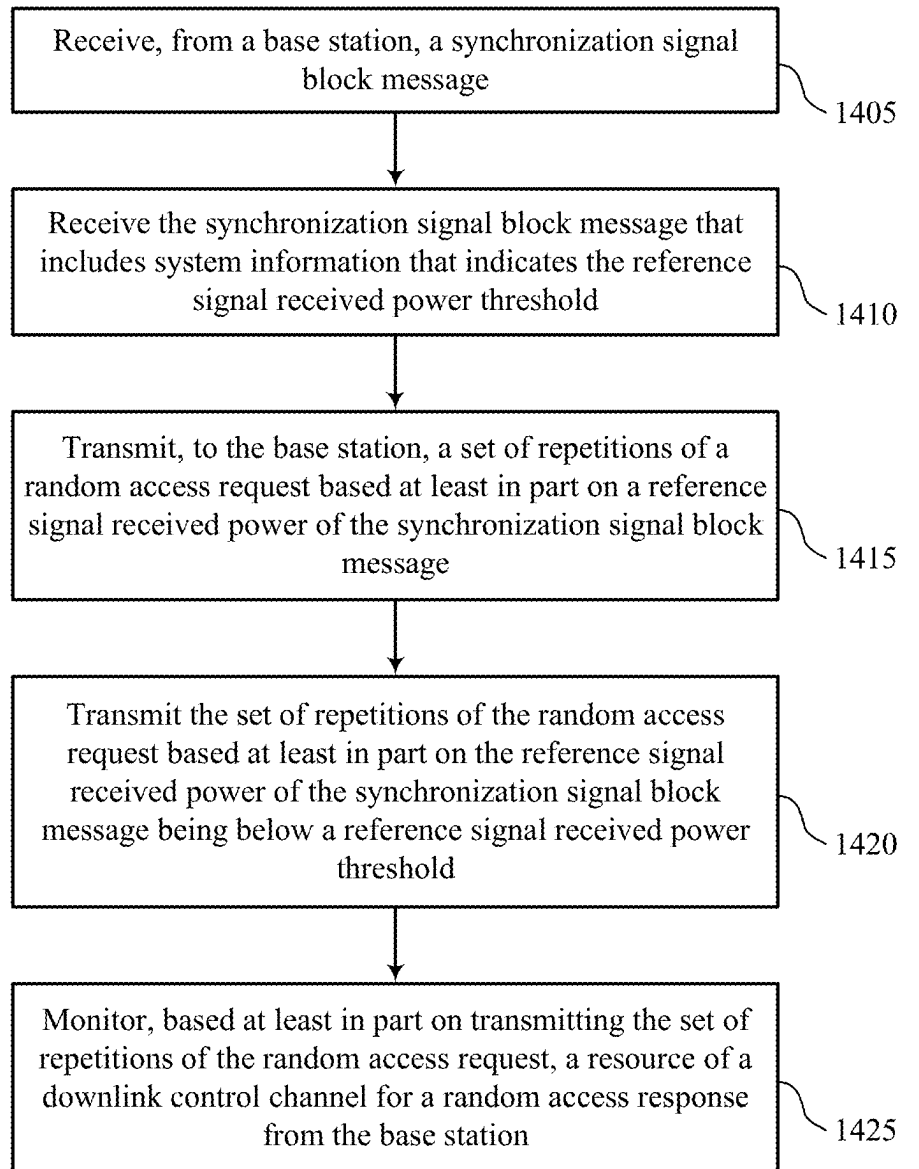 Receive, from a base station, a synchronization signal
block message
1405
Receive the synchronization signal block message that
includes system information that indicates the reference
signal received power threshold
1410
Transmit, to the base station, a set of repetitions of a
random access request based at least in part on a reference
signal received power of the synchronization signal block
message
1415
Transmit the set of repetitions of the random access
request based at least in part on the reference signal
received power of the synchronization signal block
message being below a reference signal received power
threshold
1420
Monitor, based at least in part on transmitting the set of
repetitions of the random access request, a resource of a
downlink control channel for a random access response
from the base station
1425